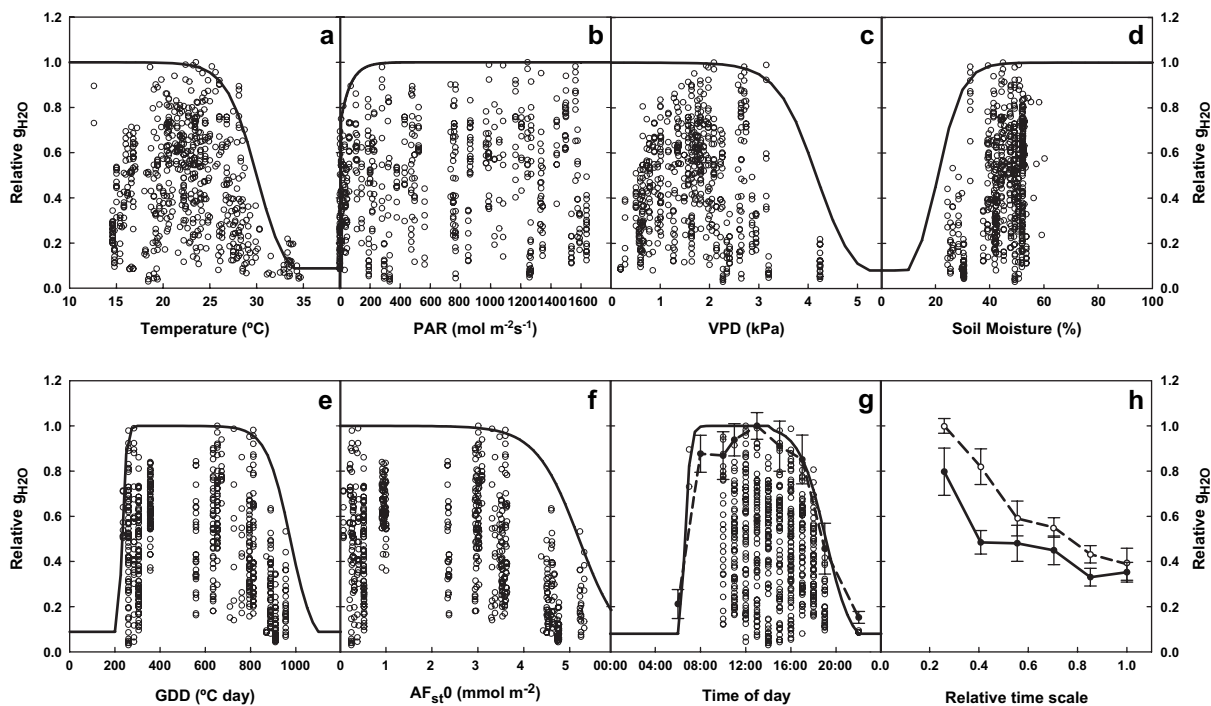 1.2 a b c d 1.2
1.0 1.0
0.8 0.8
0.6 0.6
0.4 0.4
0.2 0.2
0.0 0.0
Relative gH2O
Relative gH2O
10 15 20 25 30 35 0 200 400 600 800 1000 1200 1400 1600 0 1 2 3 4 5 0 20 40 60 80 100
Temperature (ºC) PAR (mol m-2s-1) VPD (kPa) Soil Moisture (%)
1.2 e f g h 1.2
1.0 1.0
0.8 0.8
0.6 0.6
0.4 0.4
0.2 0.2
0.0 0.0
Relative gH2O
Relative gH2O
0 200 400 600 800 1000 0 1 2 3 4 5 00:00 04:00 08:00 12:00 16:00 20:00 0.0 0.2 0.4 0.6 0.8 1.0
GDD (ºC day) AFst0 (mmol m-2) Time of day Relative time scale